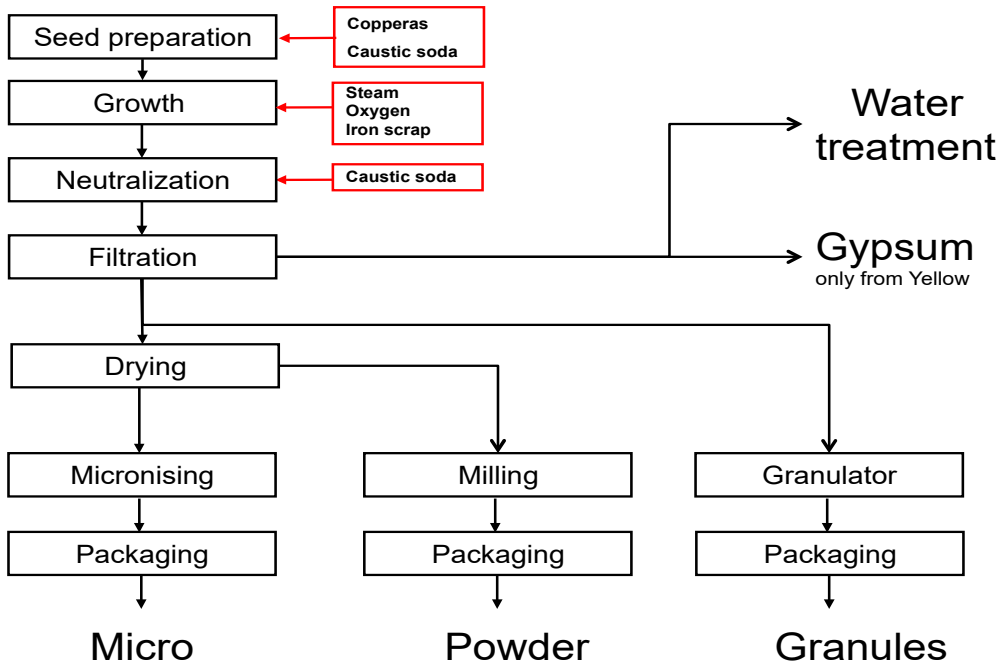 Seed preparation
Copperas
Caustic soda
Growth
Steam
Oxygen
Iron scrap
Water
treatment
Neutralization
Caustic soda
Filtration
Gypsum
only from Yellow
Drying
Micronising
Milling
Granulator
Packaging
Packaging
Packaging
Micro
Powder
Granules